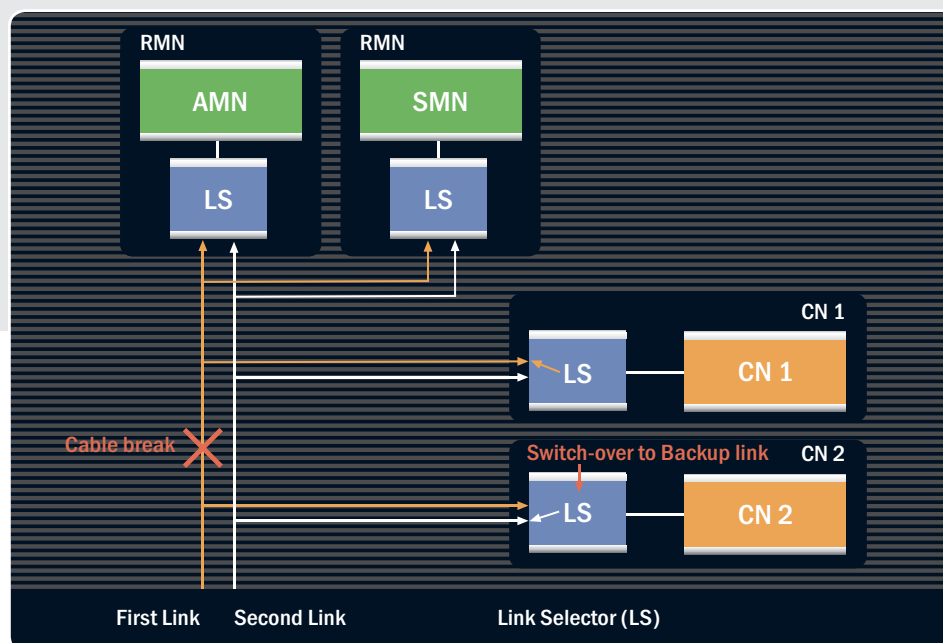 RMN
RMN
AMN
SMN
LS
LS
CN 1
LS
CN 1
Cable break
Switch-over to Backup link
CN 2
LS
CN 2
First Link
Second Link
Link Selector (LS)